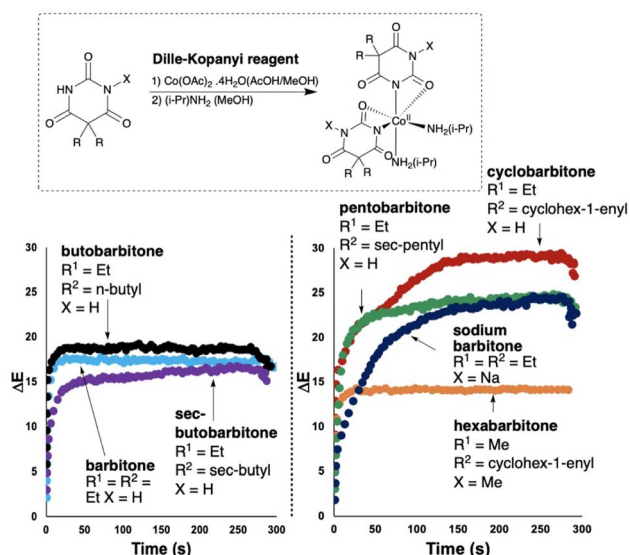 Dille-Kopanyi reagent
1) Co(OAc)2 .4H2O(AcOH/MeOH)
2) (i-Pr)NH2 (MeOH)
O
X
HN
N
O
O
R
R
O
R
R
N
X
O
N
O
O
O
X
N
N
CoII
NH2(i-Pr)
O
O
R
R
NH2(i-Pr)
butobarbitone
R1 = Et
R2 = n-butyl
X = H
barbitone
R1 = R2 =
Et X = H
sec-
butobarbitone
R1 = Et
R2 = sec-butyl
X = H
ΔE
30
25
20
15
10
5
0
0
50
100
150
200
250
300
Time (s)
pentobarbitone
R1 = Et
R2 = sec-pentyl
X = H
cyclobarbitone
R1 = Et
R2 = cyclohex-1-enyl
X = H
sodium
barbitone
R1 = R2 = Et
X = Na
hexabarbitone
R1 = Me
R2 = cyclohex-1-enyl
X = Me
ΔE
30
25
20
15
10
5
0
0
50
100
150
200
250
300
Time (s)